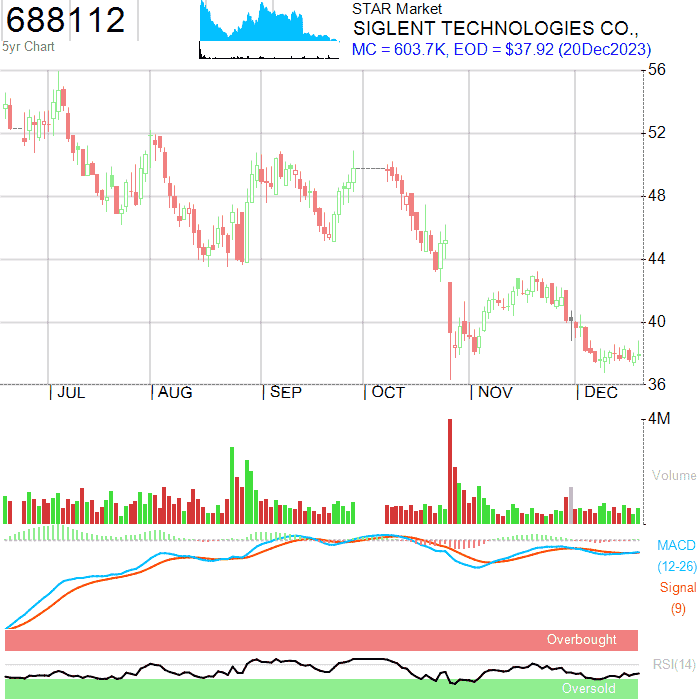 688112
5yr Chart
STAR Market
SIGLENT TECHNOLOGIES CO.,
MC = 603.7K, EOD = $37.92 (20Dec2023)
56
52
48
44
40
36
JUL
AUG
SEP
OCT
NOV
DEC
4M
Volume
MACD
(12-26)
Signal
(9)
Overbought
RSI(14)
Oversold